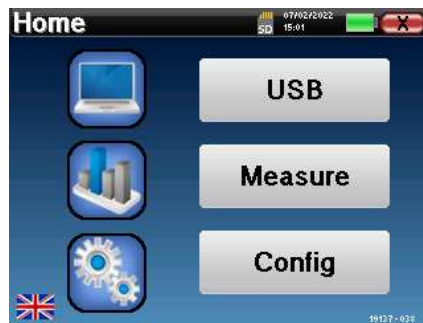 Home
SD
07/02/2022
15:01
X
USB
Measure
Config
19137-038